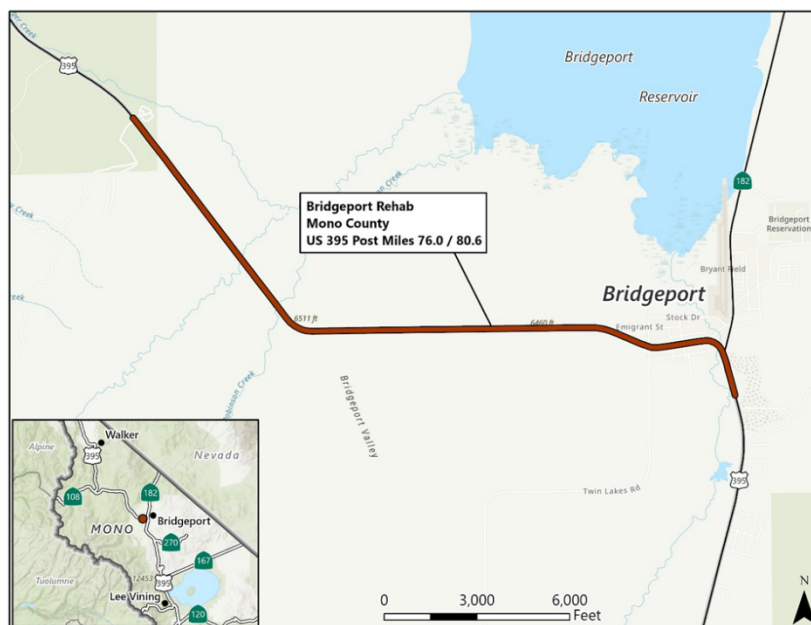 395
Bridgeport
Reservoir
182
Bridgeport
Reservation
Bridgeport Rehab
Mono County
US 395 Post Miles 76.0 / 80.6
Bryant Field
Bridgeport
Stock Dr
Emigrant St
6511 ft
6460 ft
Robinson Creek
Bridgeport Valley
Twin Lakes Rd
395
Walker
Alpine
Nevada
395
108
182
Bridgeport
MONO
270
167
12453
395
Tuolumne
Lee Vining
120
0
3,000
6,000
Feet
N